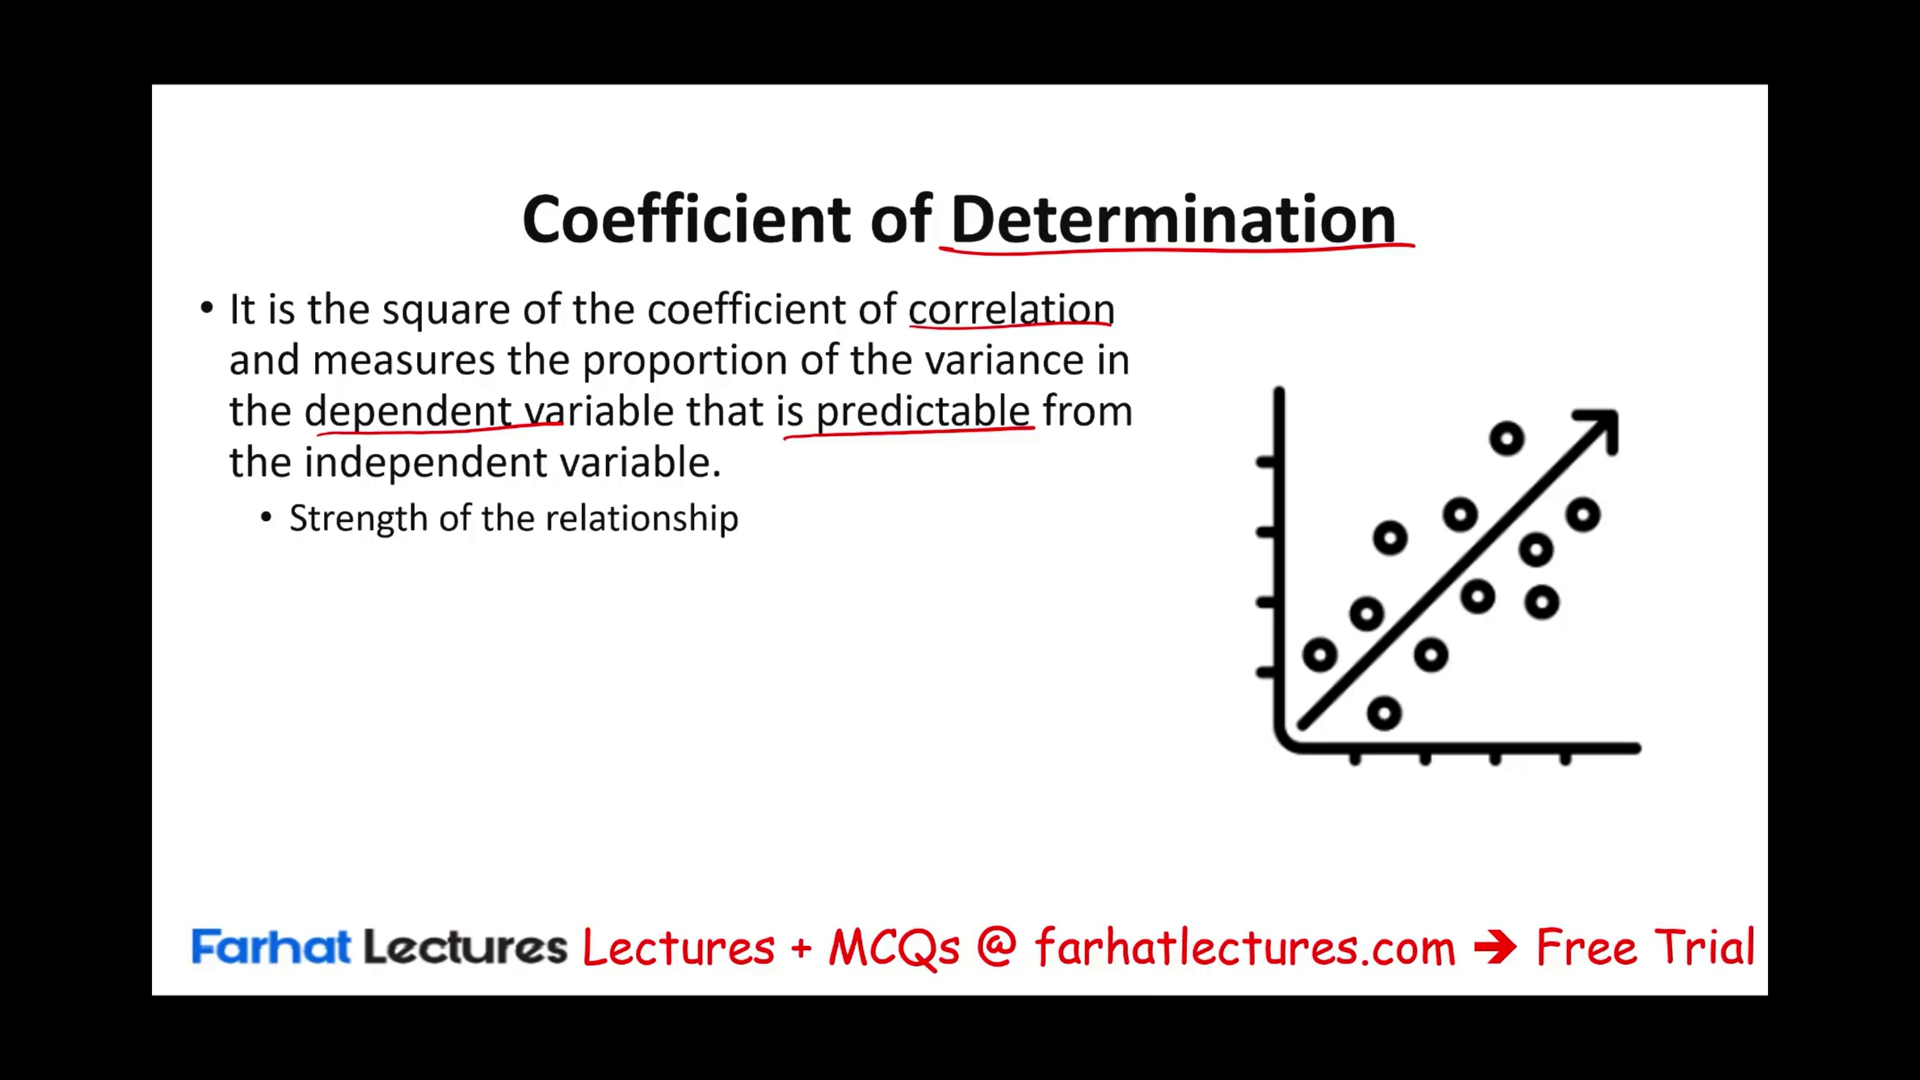 Coefficient of Determination
• It is the square of the coefficient of correlation
and measures the proportion of the variance in
the dependent variable that is predictable from
the independent variable.
• Strength of the relationship
Farhat Lectures Lectures + MCQs @ farhatlectures.com → Free Trial